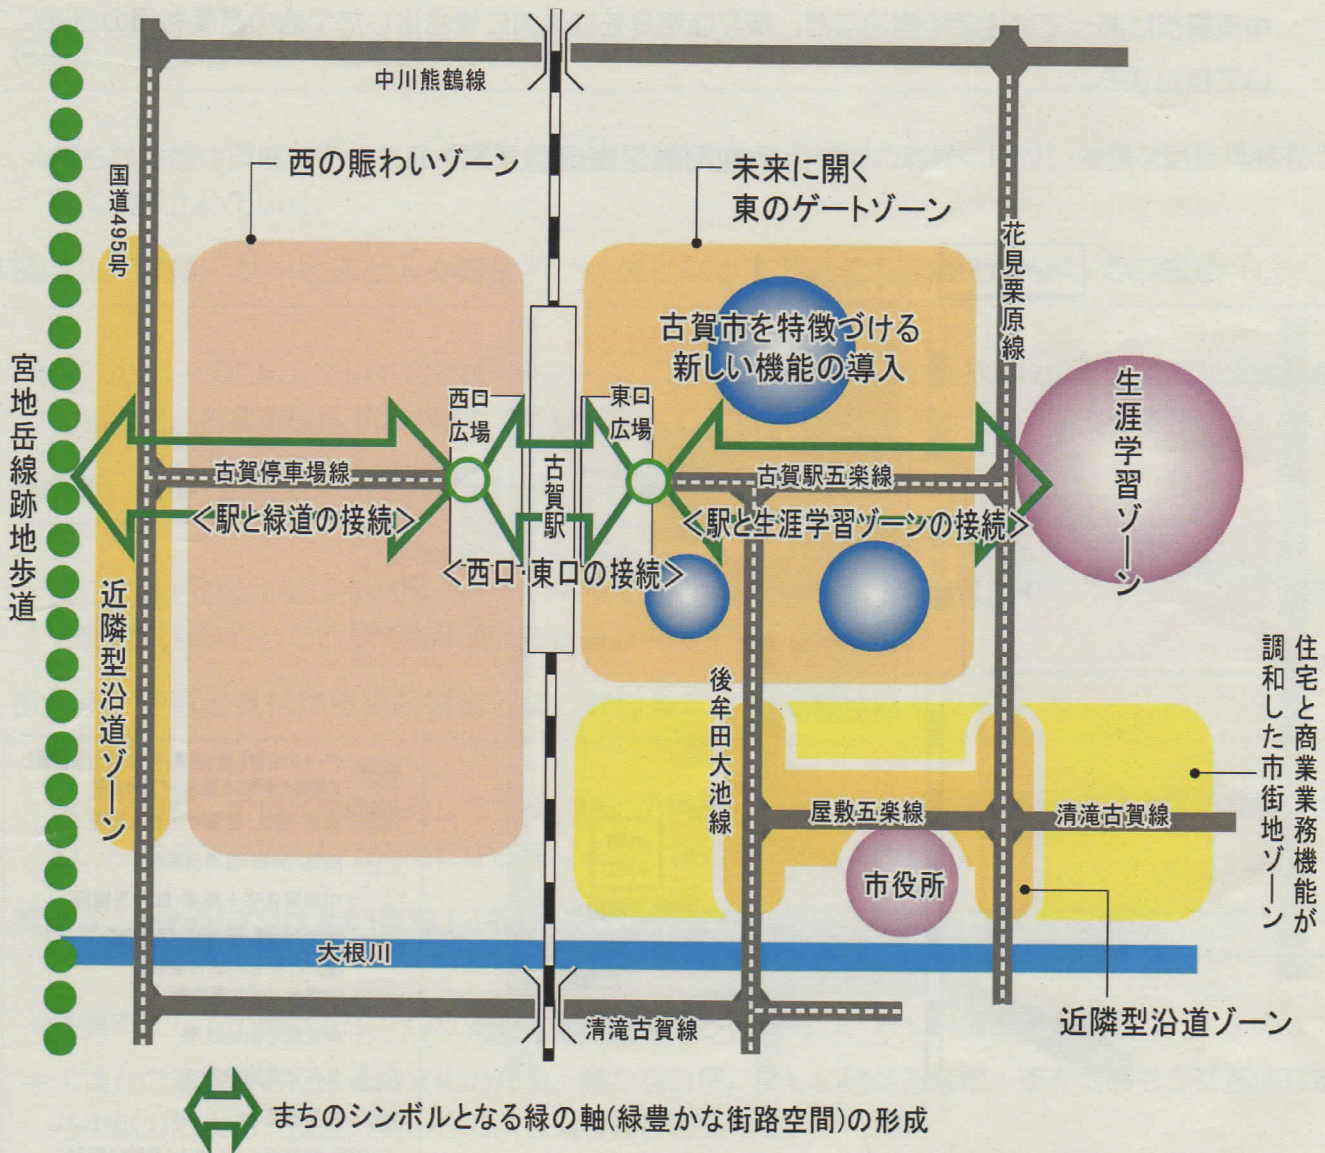 中川熊鶴線
西の賑わいゾーン
未来に開く
東のゲートゾーン
国道495号
花見栗原線
古賀市を特徴づける
新しい機能の導入
宮地岳線跡地歩道
西口
広場
東口
広場
生涯学習ゾーン
古賀停車場線
古賀駅
古賀駅五楽線
<駅と緑道の接続>
<駅と生涯学習ゾーンの接続>
<西口・東口の接続>
近隣型沿道ゾーン
後牟田大池線
住宅と商業業務機能が
調和した市街地ゾーン
屋敷五楽線
清滝古賀線
市役所
大根川
清滝古賀線
近隣型沿道ゾーン
まちのシンボルとなる緑の軸(緑豊かな街路空間)の形成